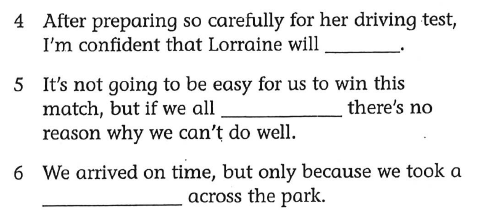 4 After preparing so carefully for her driving test,
I'm confident that Lorraine will ________.
5 It's not going to be easy for us to win this
match, but if we all ____________ there's no
reason why we can't do well.
6 We arrived on time, but only because we took a
______________ across the park.